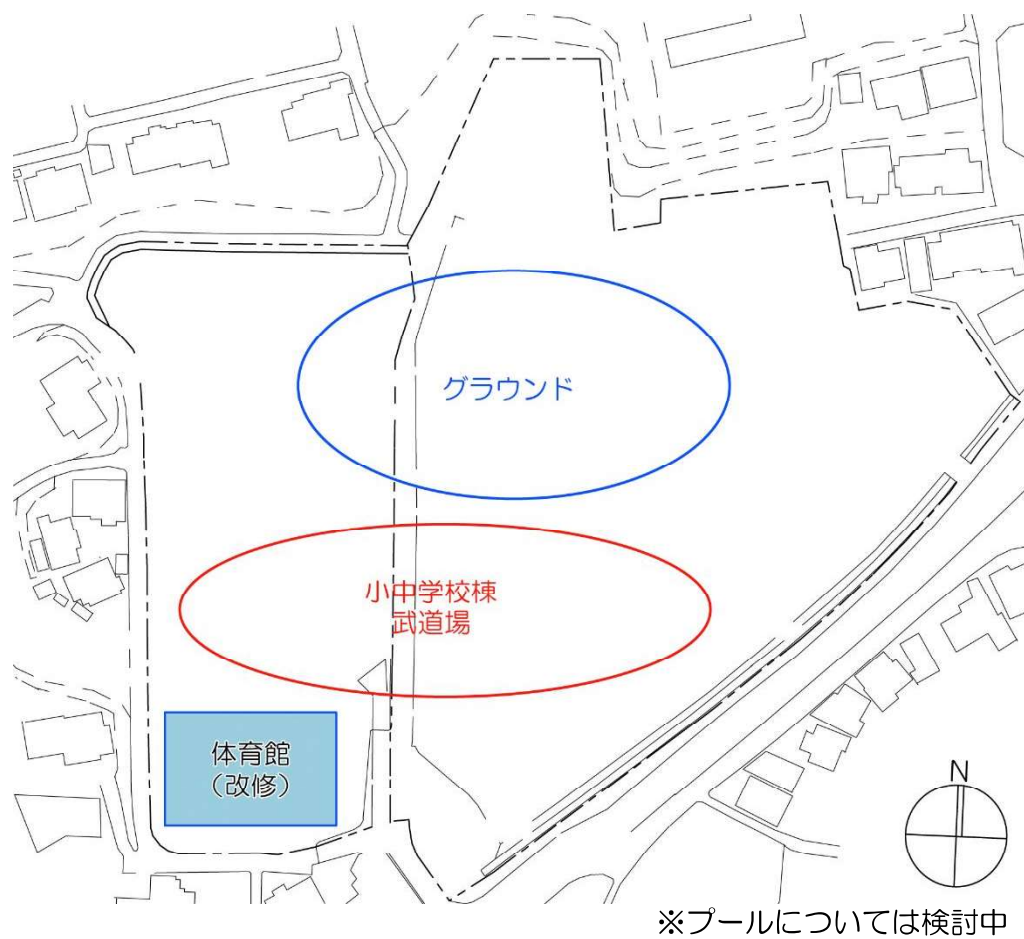 グラウンド
小中学校棟
武道場
体育館
（改修）
N
※プールについては検討中